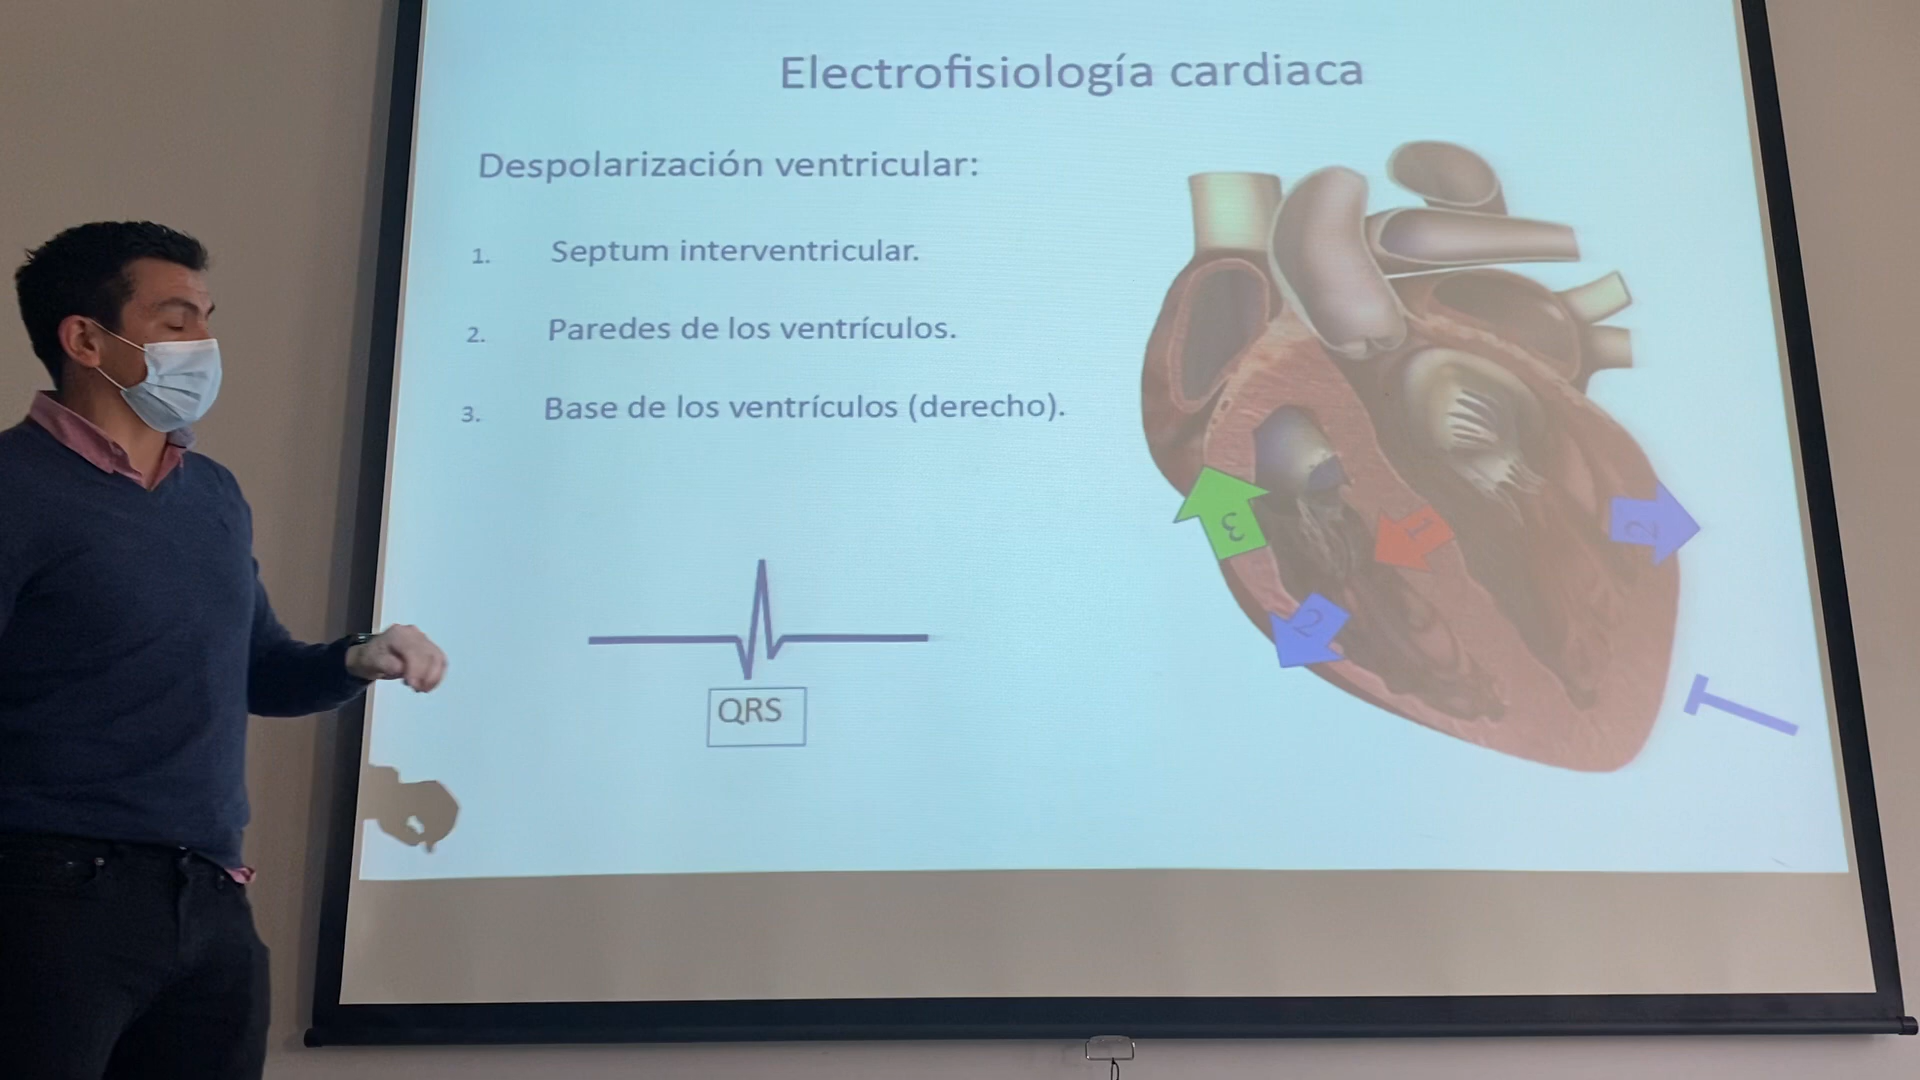 Electrofisiología cardiaca
Despolarización ventricular:
1. Septum interventricular.
2. Paredes de los ventrículos.
3. Base de los ventrículos (derecho).
QRS
3
1
2
2